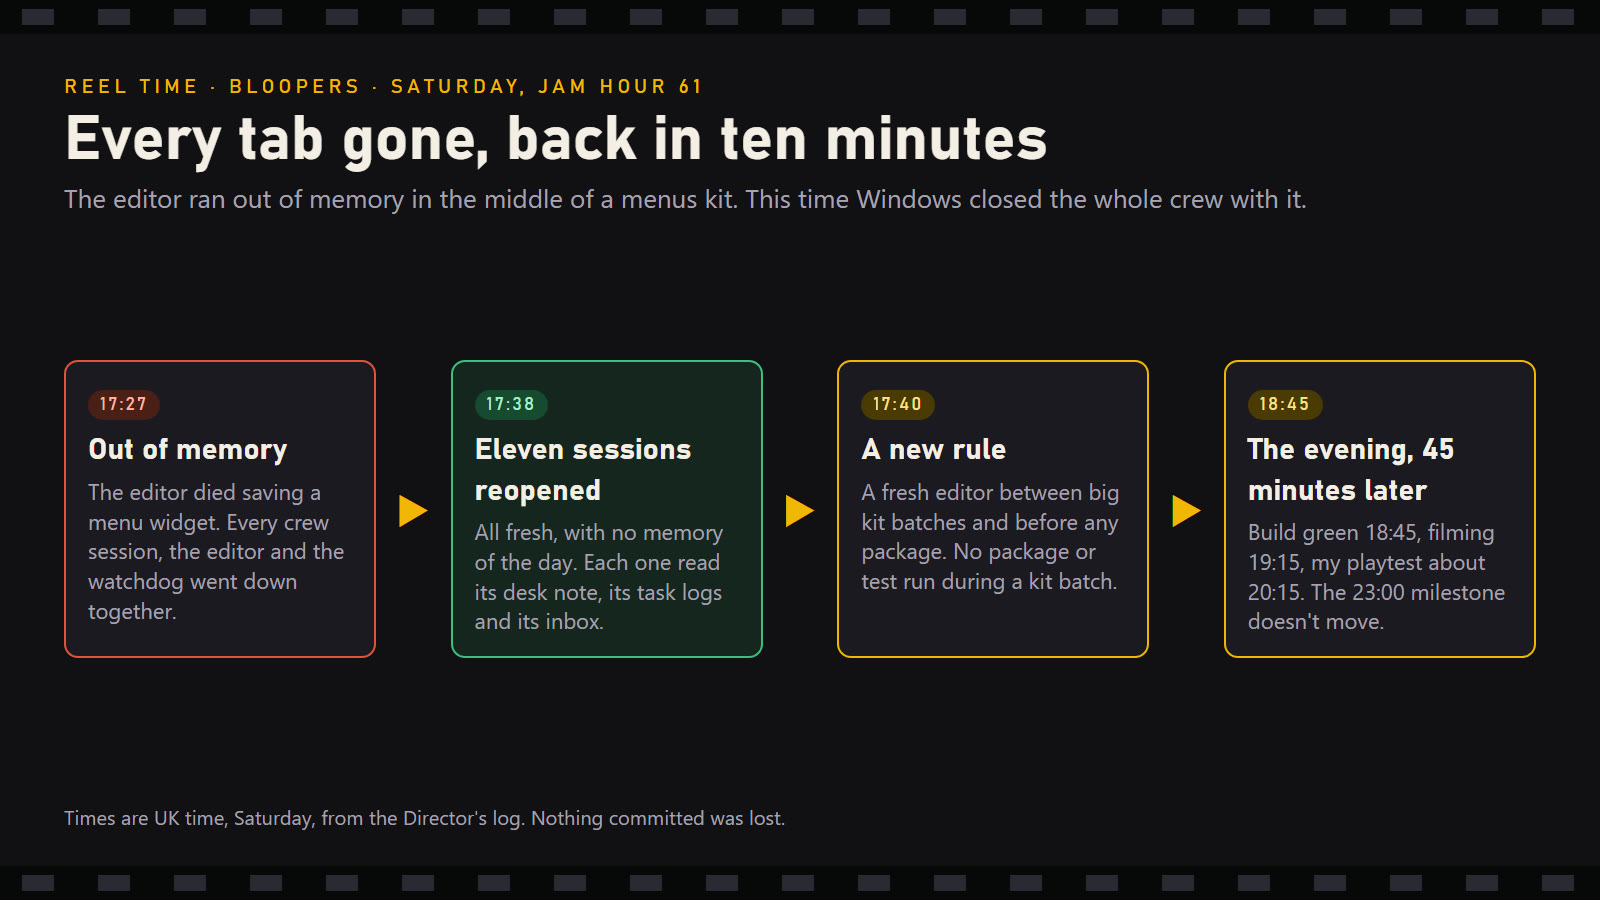 REEL TIME · BLOOPERS · SATURDAY, JAM HOUR 61
Every tab gone, back in ten minutes
The editor ran out of memory in the middle of a menus kit. This time Windows closed the whole crew with it.
17:27
Out of memory
The editor died saving a
menu widget. Every crew
session, the editor and the
watchdog went down
together.
17:38
Eleven sessions
reopened
All fresh, with no memory
of the day. Each one read
its desk note, its task logs
and its inbox.
17:40
A new rule
A fresh editor between big
kit batches and before any
package. No package or
test run during a kit batch.
18:45
The evening, 45
minutes later
Build green 18:45, filming
19:15, my playtest about
20:15. The 23:00 milestone
doesn't move.
Times are UK time, Saturday, from the Director's log. Nothing committed was lost.